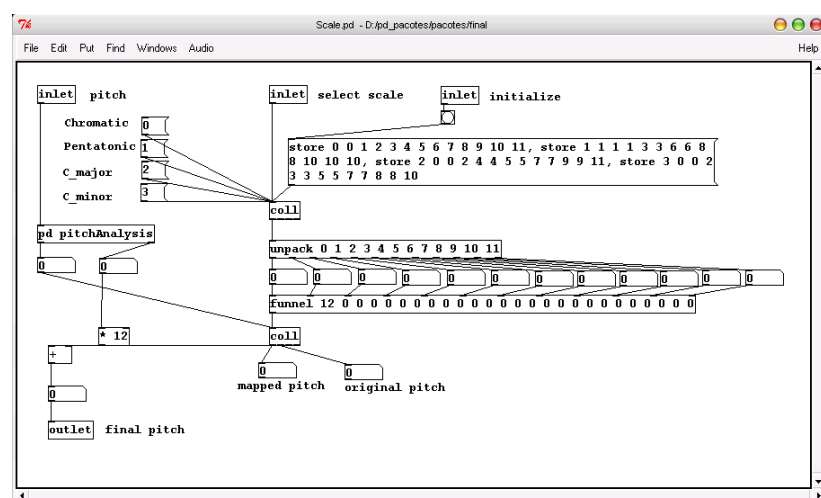 Scale.pd - D:/pd_pacotes/pacotes/final
File Edit Put Find Windows Audio Help
inlet pitch
inlet select scale
inlet initialize
Chromatic 0
Pentatonic 1
C_major 2
C_minor 3
store 0 0 1 2 3 4 5 6 7 8 9 10 11, store 1 1 1 1 3 3 6 6 8
8 10 10 10, store 2 0 0 2 4 4 5 5 7 7 9 9 11, store 3 0 0 2
3 3 5 5 7 7 8 8 10
coll
pd pitchAnalysis
unpack 0 1 2 3 4 5 6 7 8 9 10 11
0 0
0 0 0 0 0 0 0 0 0 0 0 0
funnel 12 0 0 0 0 0 0 0 0 0 0 0 0 0 0 0 0 0 0 0 0 0 0 0 0
* 12
coll
+
0 0
mapped pitch original pitch
0
outlet final pitch